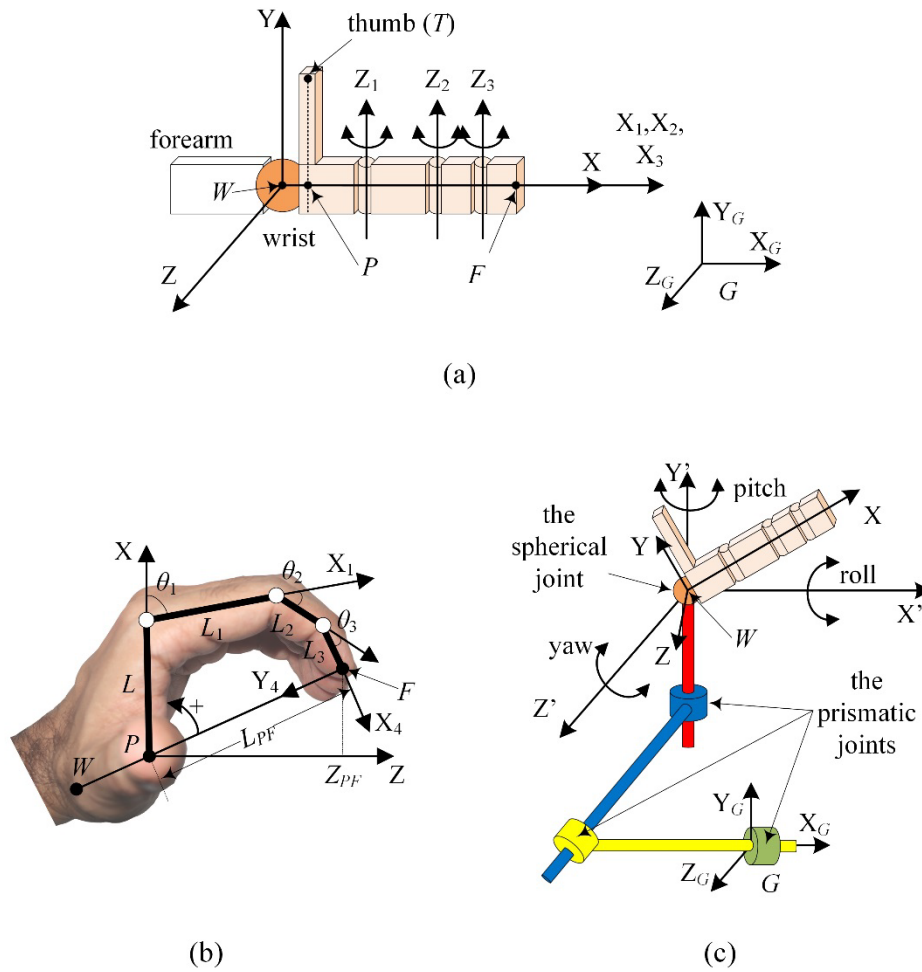 Y
thumb (T)
Z1
Z2
Z3
forearm
X1,X2,
X3
X
W
wrist
Z
P
F
YG
XG
ZG
G
(a)
X
θ1
θ2
X1
L1
L2
θ3
L3
L
F
Y4
X4
+
P
LPF
W
ZPF
Z
Y’
pitch
the
spherical
joint
Y
X
roll
X’
W
yaw
Z
Z’
the
prismatic
joints
YG
XG
ZG
G
(b)
(c)